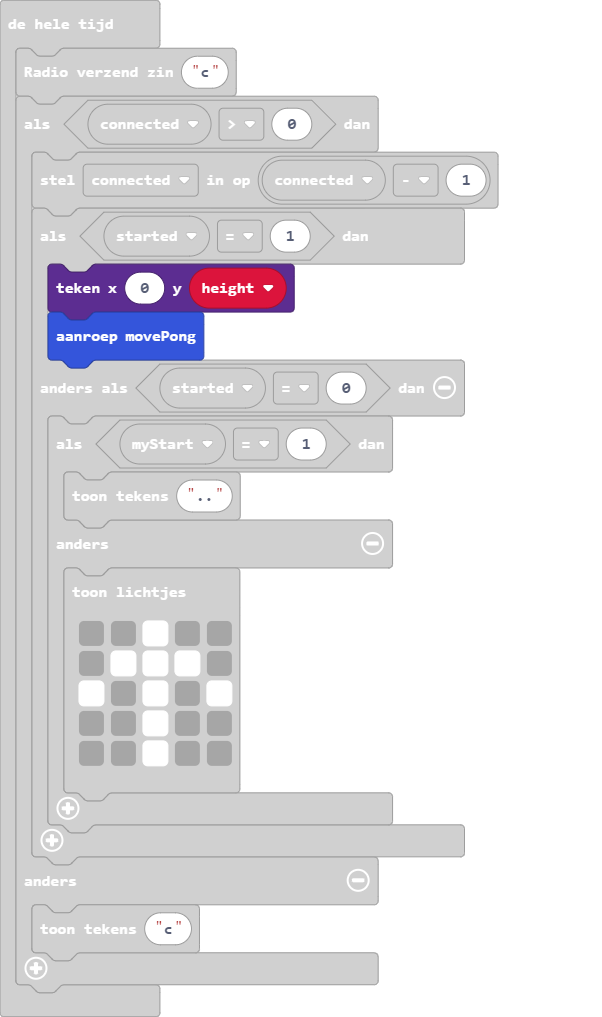 de hele tijd
Radio verzend zin "c"
als connected > 0 dan
stel connected in op connected - 1
als started = 1 dan
teken x 0 y height
aanroep movePong
anders als started = 0 dan
als myStart = 1 dan
toon tekens ".."
anders
toon lichtjes
anders
toon tekens "c"